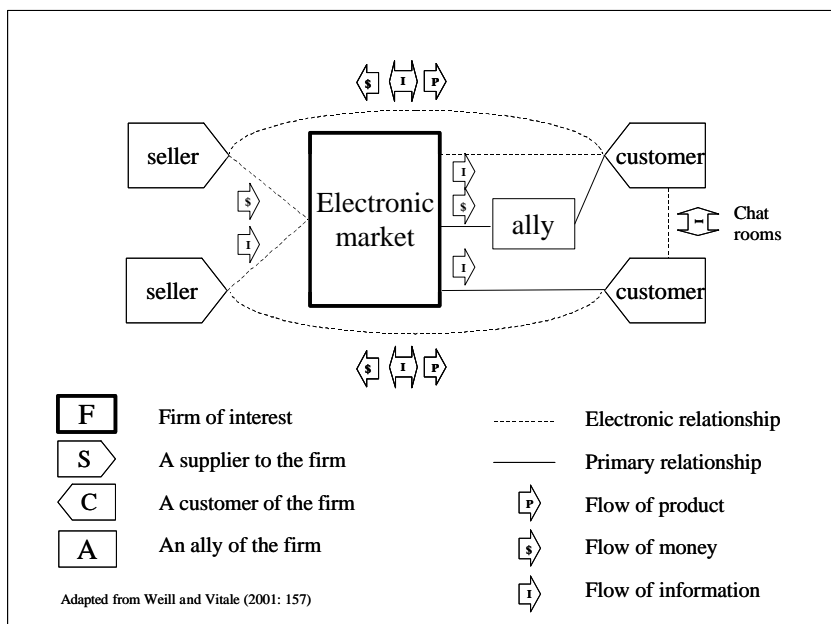 $ I P
seller
customer
I
$
$
Electronic
market
ally
I
Chat
rooms
I
I
seller
customer
$ I P
F Firm of interest
Electronic relationship
S A supplier to the firm
Primary relationship
C A customer of the firm
P Flow of product
A An ally of the firm
$ Flow of money
I Flow of information
Adapted from Weill and Vitale (2001: 157)